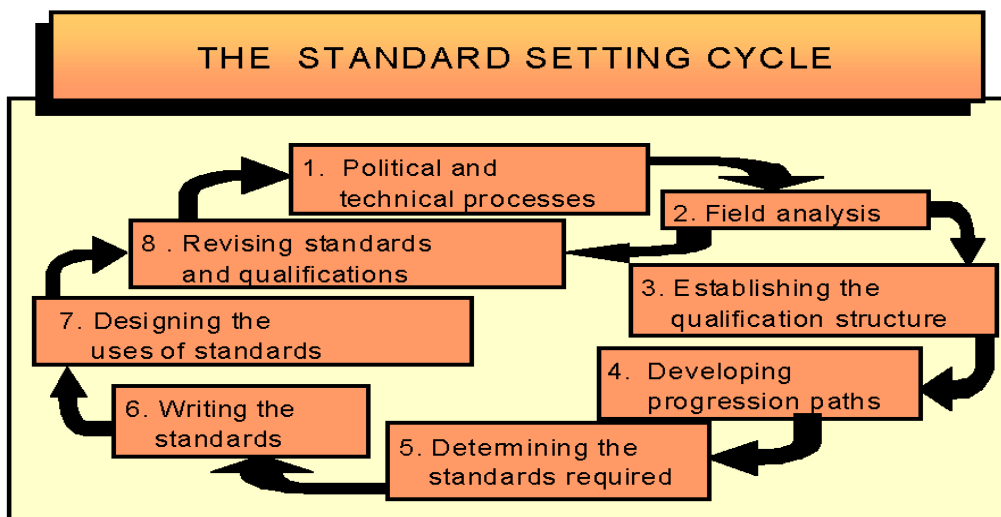 THE STANDARD SETTING CYCLE
1. Political and
technical processes
2. Field analysis
8 . Revising standards
and qualifications
3. Establishing the
qualification structure
7. Designing the
uses of standards
4. Developing
progression paths
6. Writing the
standards
5. Determining the
standards required